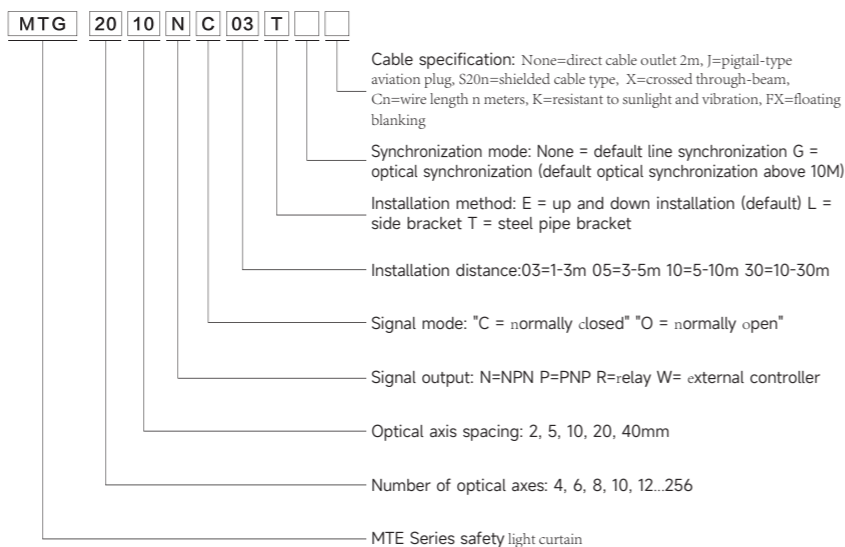 MTG 20 10 N C 03 T
Cable specification: None=direct cable outlet 2m, J=pigtail-type
aviation plug, S20n=shielded cable type, X=crossed through-beam,
Cn=wire length n meters, K=resistant to sunlight and vibration, FX=floating
blanking
Synchronization mode: None = default line synchronization G =
optical synchronization (default optical synchronization above 10M)
Installation method: E = up and down installation (default) L =
side bracket T = steel pipe bracket
Installation distance:03=1-3m 05=3-5m 10=5-10m 30=10-30m
Signal mode: "C = normally closed" "O = normally open"
Signal output: N=NPN P=PNP R=relay W= external controller
Optical axis spacing: 2, 5, 10, 20, 40mm
Number of optical axes: 4, 6, 8, 10, 12...256
MTE Series safety light curtain